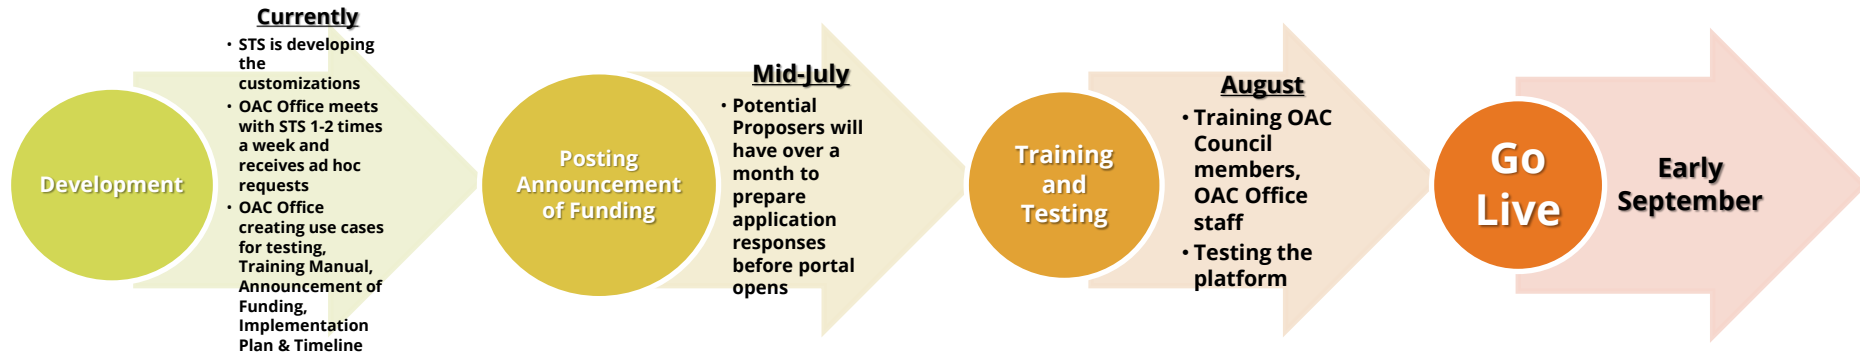 Development
Currently
• STS is developing
the
customizations
• OAC Office meets
with STS 1-2 times
a week and
receives ad hoc
requests
• OAC Office
creating use cases
for testing,
Training Manual,
Announcement of
Funding,
Implementation
Plan & Timeline
Posting
Announcement
of Funding
Mid-July
• Potential
Proposers will
have over a
month to
prepare
application
responses
before portal
opens
Training
and
Testing
August
• Training OAC
Council
members,
OAC Office
staff
• Testing the
platform
Go
Live
Early
September